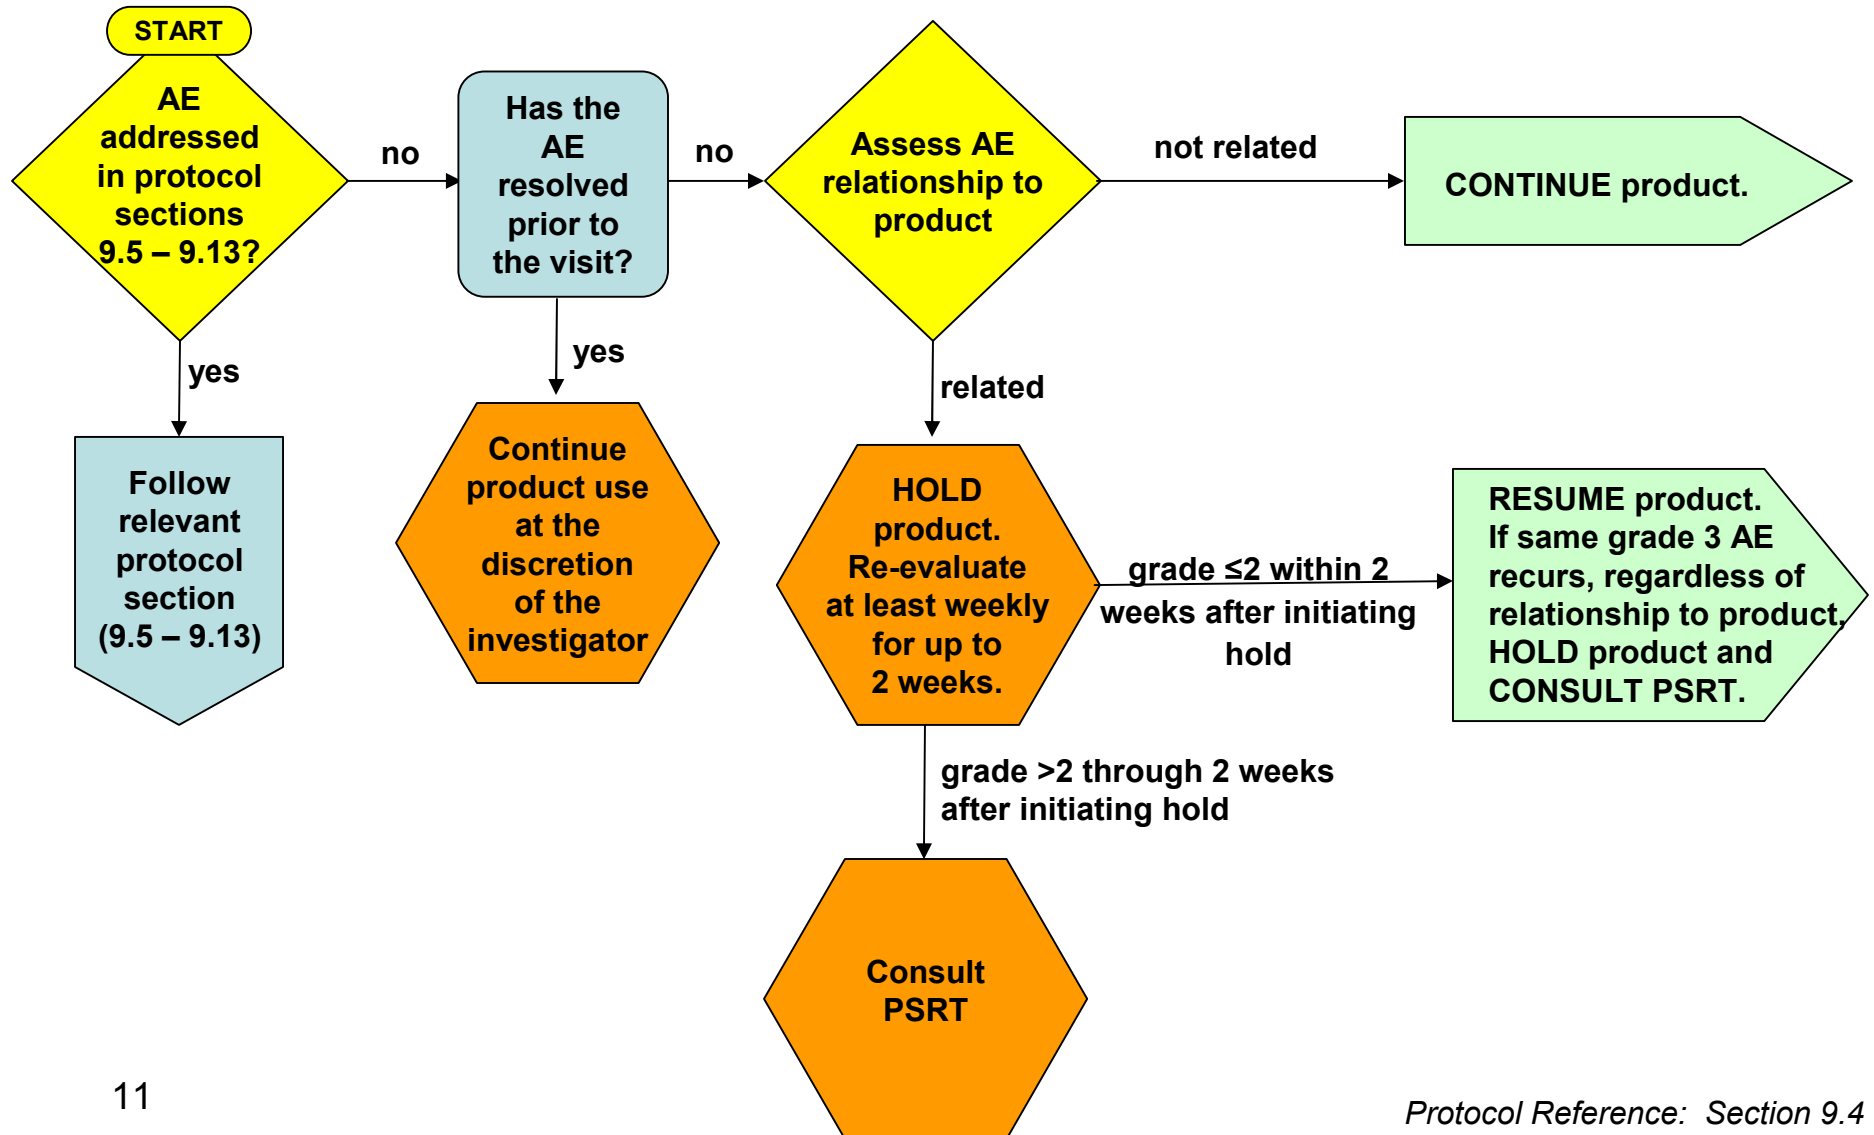 START
AE
addressed
in protocol
sections
9.5 – 9.13?
no
Has the
AE
resolved
prior to
the visit?
no
Assess AE
relationship to
product
not related
CONTINUE product.
yes
yes
related
Follow
relevant
protocol
section
(9.5 – 9.13)
Continue
product use
at the
discretion
of the
investigator
HOLD
product.
Re-evaluate
at least weekly
for up to
2 weeks.
grade ≤2 within 2
weeks after initiating
hold
RESUME product.
If same grade 3 AE
recurs, regardless of
relationship to product,
HOLD product and
CONSULT PSRT.
grade >2 through 2 weeks
after initiating hold
Consult
PSRT
11
Protocol Reference: Section 9.4